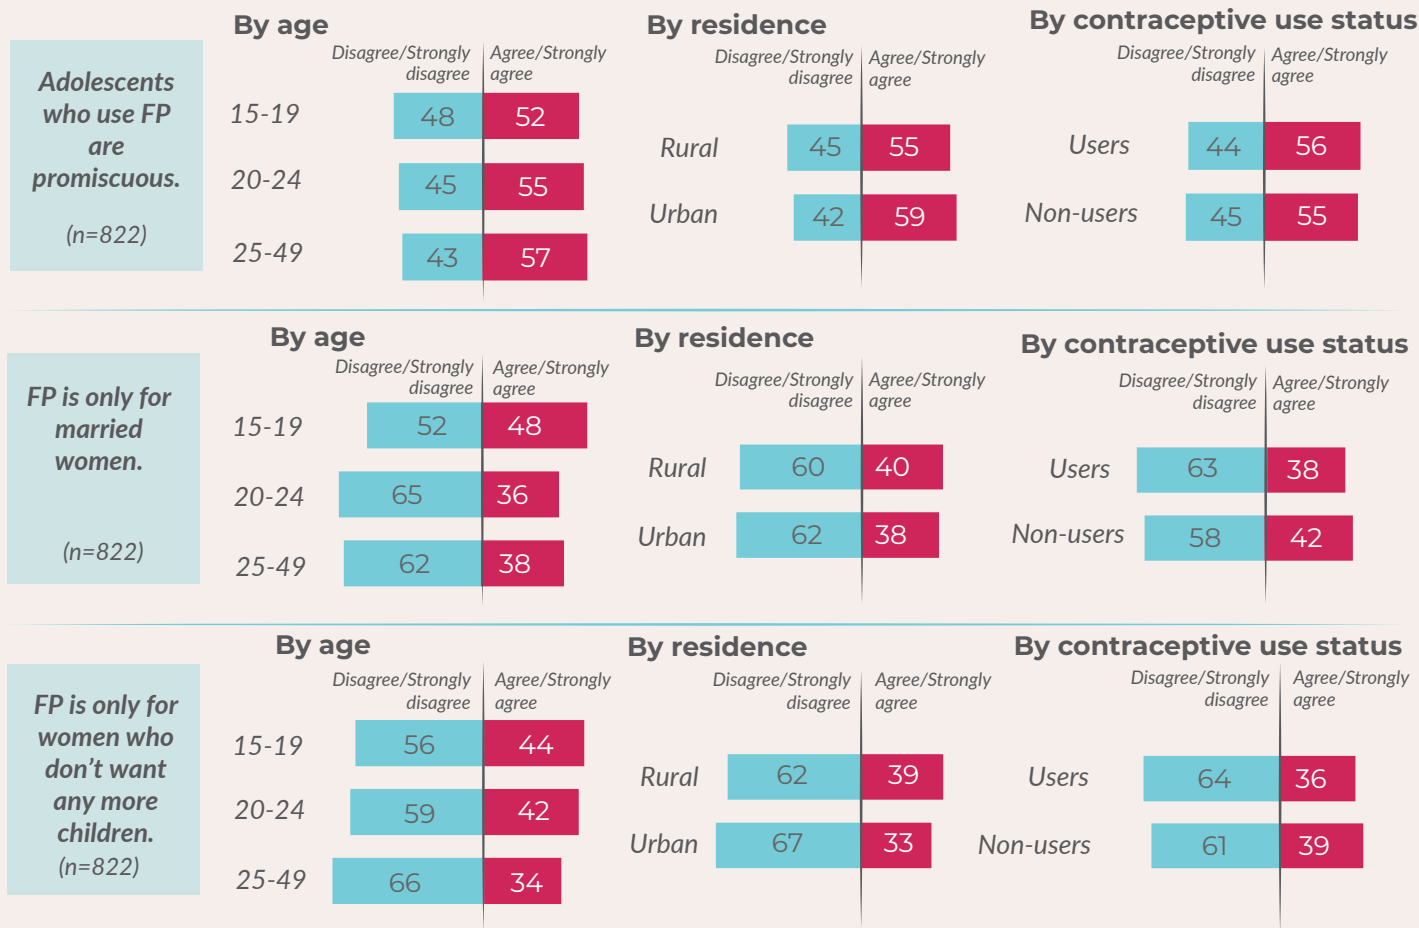 By age
By residence
By contraceptive use status
Adolescents
who use FP
are
promiscuous.
(n=822)
Disagree/Strongly
disagree
Agree/Strongly
agree
15-19
48
52
20-24
45
55
25-49
43
57
Disagree/Strongly
disagree
Agree/Strongly
agree
Rural
45
55
Urban
42
59
Disagree/Strongly
disagree
Agree/Strongly
agree
Users
44
56
Non-users
45
55
By age
By residence
By contraceptive use status
FP is only for
married
women.
(n=822)
Disagree/Strongly
disagree
Agree/Strongly
agree
15-19
52
48
20-24
65
36
25-49
62
38
Disagree/Strongly
disagree
Agree/Strongly
agree
Rural
60
40
Urban
62
38
Disagree/Strongly
disagree
Agree/Strongly
agree
Users
63
38
Non-users
58
42
By age
By residence
By contraceptive use status
FP is only for
women who
don’t want
any more
children.
(n=822)
Disagree/Strongly
disagree
Agree/Strongly
agree
15-19
56
44
20-24
59
42
25-49
66
34
Disagree/Strongly
disagree
Agree/Strongly
agree
Rural
62
39
Urban
67
33
Disagree/Strongly
disagree
Agree/Strongly
agree
Users
64
36
Non-users
61
39